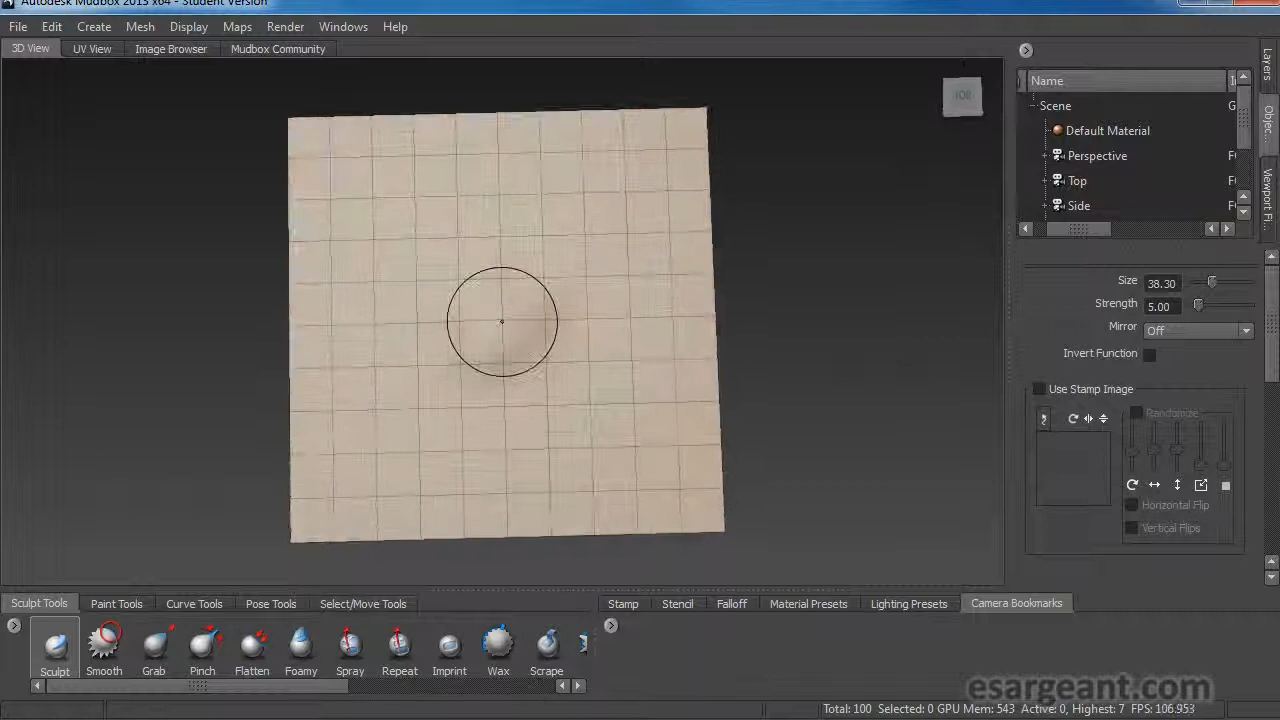 Autodesk Mudbox 2013 x64 - Student Version
File Edit Create Mesh Display Maps Render Windows Help
3D View UV View Image Browser Mudbox Community
Layers
Name
Scene
Default Material
Perspective
Top
Side
Objec...
Viewport Fi...
TOP
Size 38.30
Strength 5.00
Mirror Off
Invert Function
Use Stamp Image
Randomize
Horizontal Flip
Vertical Flips
Sculpt Tools Paint Tools Curve Tools Pose Tools Select/Move Tools
Stamp Stencil Falloff Material Presets Lighting Presets Camera Bookmarks
Sculpt Smooth Grab Pinch Flatten Foamy Spray Repeat Imprint Wax Scrape
esargeant.com
Total: 100 Selected: 0 GPU Mem: 543 Active: 0, Highest: 7 FPS: 106.953